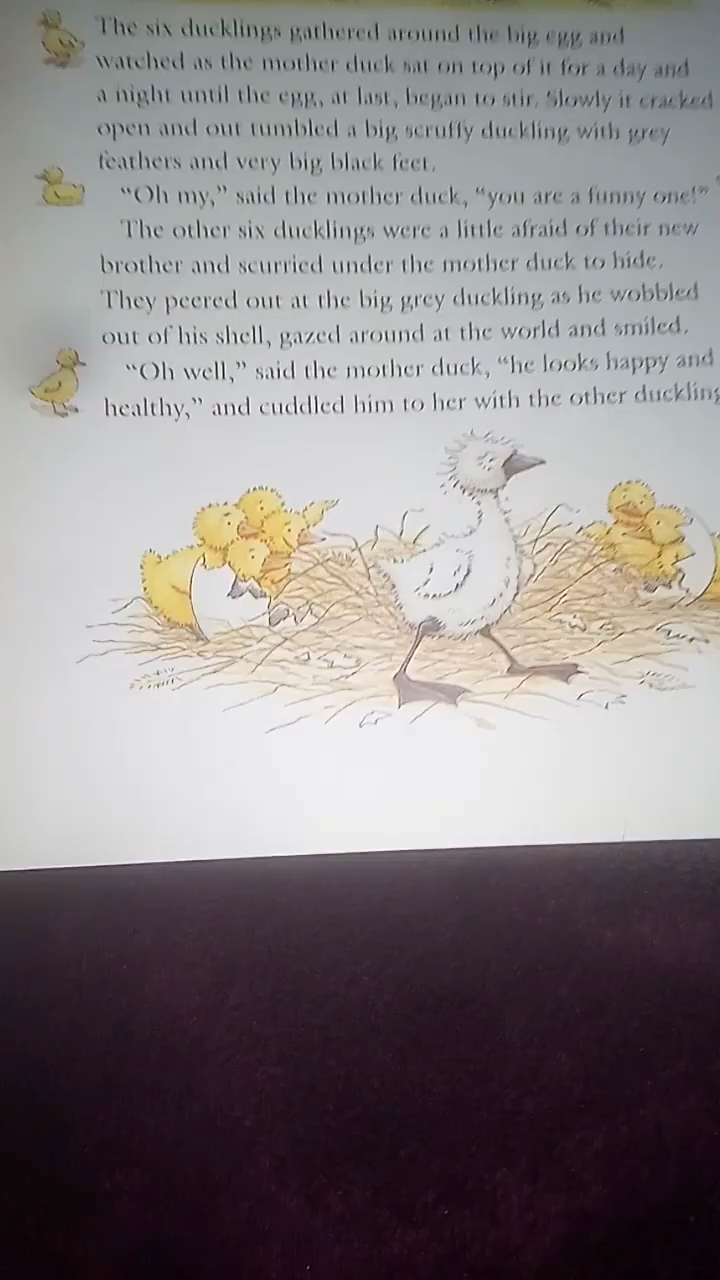 The six ducklings gathered around the big egg and
watched as the mother duck sat on top of it for a day and
a night until the egg, at last, began to stir. Slowly it cracked
open and out tumbled a big scruffy duckling with grey
feathers and very big black feet.
“Oh my,” said the mother duck, “you are a funny one!”
The other six ducklings were a little afraid of their new
brother and scurried under the mother duck to hide.
They peered out at the big grey duckling as he wobbled
out of his shell, gazed around at the world and smiled.
“Oh well,” said the mother duck, “he looks happy and
healthy,” and cuddled him to her with the other duckling